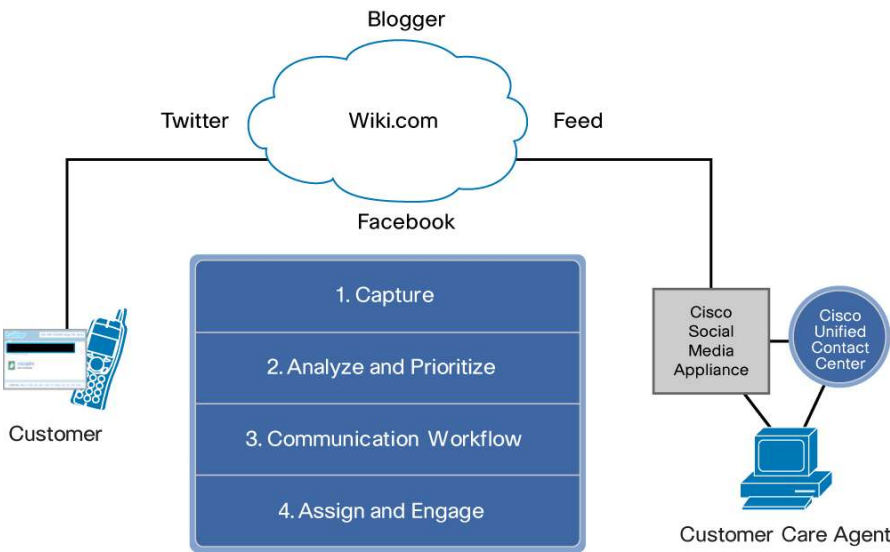 Blogger
Twitter
Wiki.com
Feed
Facebook
1. Capture
2. Analyze and Prioritize
3. Communication Workflow
4. Assign and Engage
Customer
Cisco
Social
Media
Appliance
Cisco
Unified
Contact
Center
Customer Care Agent